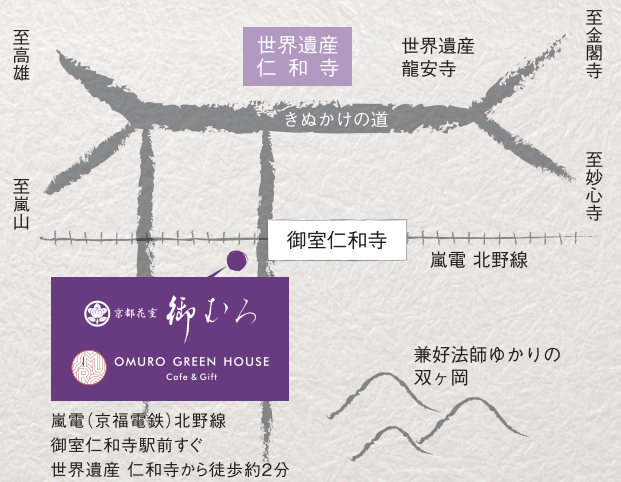 至高雄
世界遺産
仁和寺
世界遺産
龍安寺
至金閣寺
きぬかけの道
至嵐山
至妙心寺
御室仁和寺
嵐電 北野線
京都花室 御むろ
OMURO GREEN HOUSE
Cafe & Gift
兼好法師ゆかりの
双ヶ岡
嵐電（京福電鉄）北野線
御室仁和寺駅前すぐ
世界遺産 仁和寺から徒歩約2分